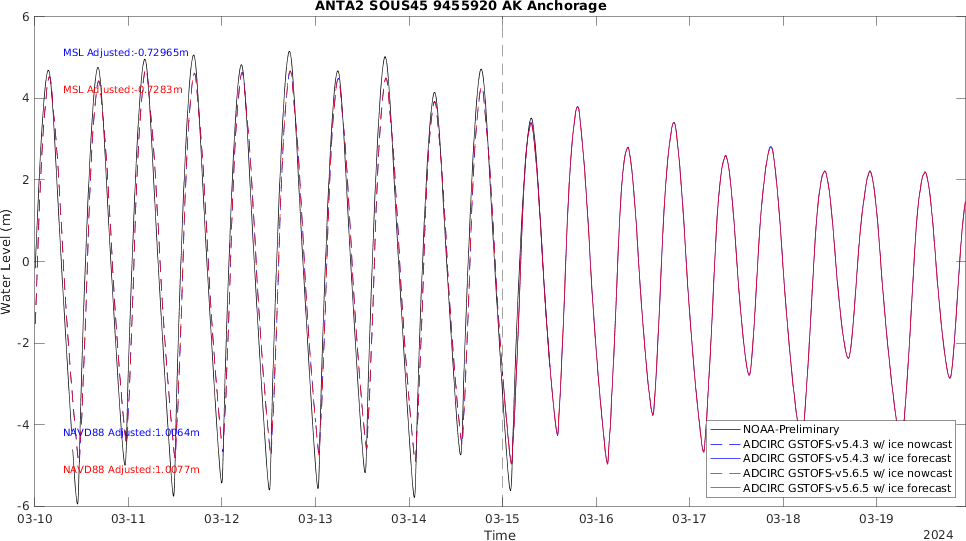 ANTA2 SOUS45 9455920 AK Anchorage
Water Level (m)
6
4
2
0
-2
-4
-6
MSL Adjusted:-0.72965m
MSL Adjusted:-0.7283m
NAVD88 Adjusted:1.0064m
NAVD88 Adjusted:1.0077m
NOAA-Preliminary
ADCIRC GSTOFS-v5.4.3 w/ ice nowcast
ADCIRC GSTOFS-v5.4.3 w/ ice forecast
ADCIRC GSTOFS-v5.6.5 w/ ice nowcast
ADCIRC GSTOFS-v5.6.5 w/ ice forecast
03-10 03-11 03-12 03-13 03-14 03-15 03-16 03-17 03-18 03-19
Time
2024